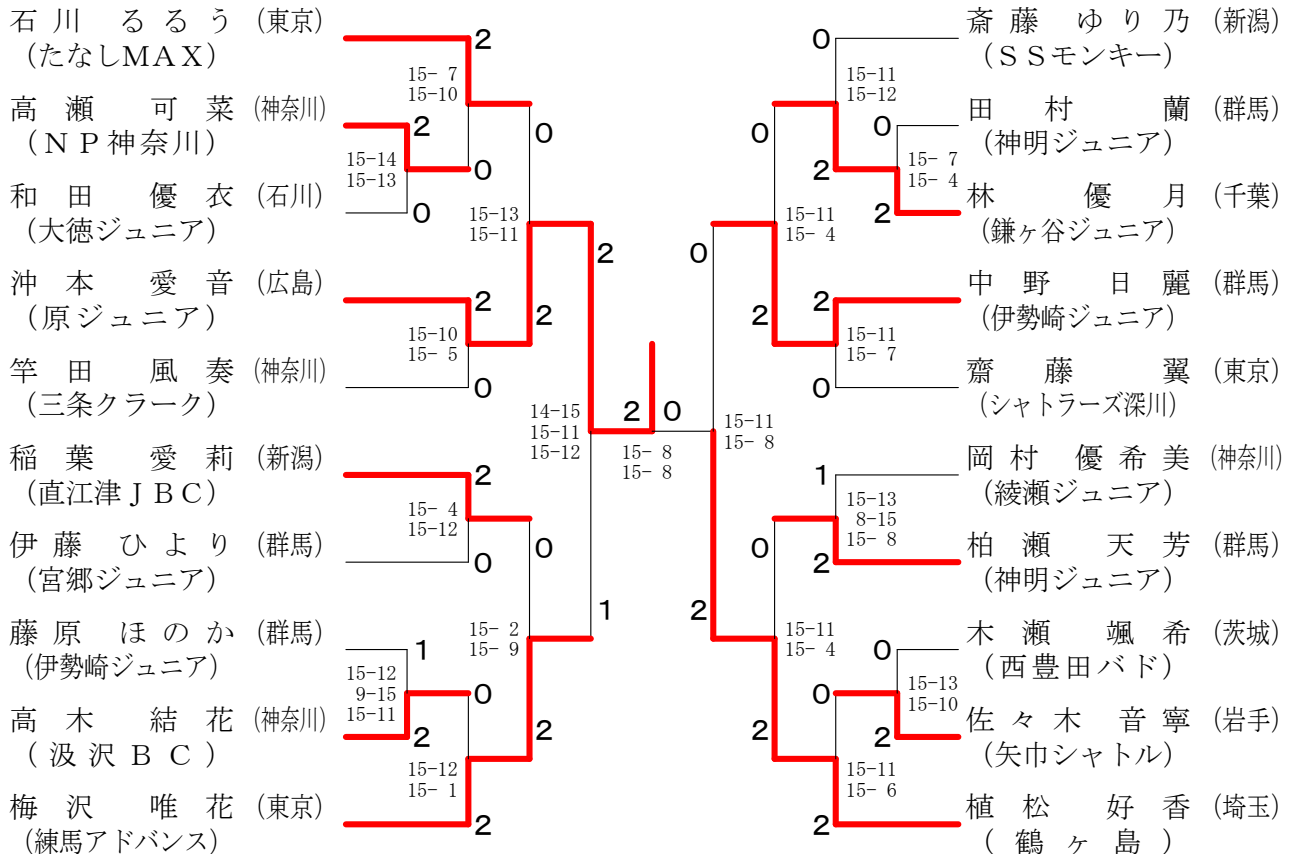 石川 るるう (東京)
(たなしMAX)
2
15- 7
15-10
高瀬 可菜 (神奈川)
(NP神奈川)
2
0
15-14
15-13
0
和田 優衣 (石川)
(大徳ジュニア)
0
15-13
15-11
2
沖本 愛音 (広島)
(原ジュニア)
2
2
15-10
15- 5
竿田 風奏 (神奈川)
(三条クラーク)
0
14-15
15-11
15-12
稲葉 愛莉 (新潟)
(直江津JBC)
2
15- 4
15-12
0
伊藤 ひより (群馬)
(宮郷ジュニア)
0
1
藤原 ほのか (群馬)
(伊勢崎ジュニア)
1
15- 2
15- 9
15-12
9-15
15-11
0
高木 結花 (神奈川)
(汲沢BC)
2
2
15-12
15- 1
梅沢 唯花 (東京)
(練馬アドバンス)
2
2 0
15- 8
15- 8
斎藤 ゆり乃 (新潟)
(SSモンキー)
0
15-11
15-12
田村 蘭 (群馬)
(神明ジュニア)
0
0
15- 7
15- 4
2
林 優月 (千葉)
(鎌ヶ谷ジュニア)
2
15-11
15- 4
0
中野 日麗 (群馬)
(伊勢崎ジュニア)
2
2
15-11
15- 7
齋藤 翼 (東京)
(シャトラーズ深川)
0
15-11
15- 8
岡村 優希美 (神奈川)
(綾瀬ジュニア)
1
15-13
8-15
15- 8
0
柏瀬 天芳 (群馬)
(神明ジュニア)
2
2
木瀬 颯希 (茨城)
(西豊田バド)
0
15-11
15- 4
15-13
15-10
0
佐々木 音寧 (岩手)
(矢巾シャトル)
2
2
15-11
15- 6
植松 好香 (埼玉)
(鶴ヶ島)
2